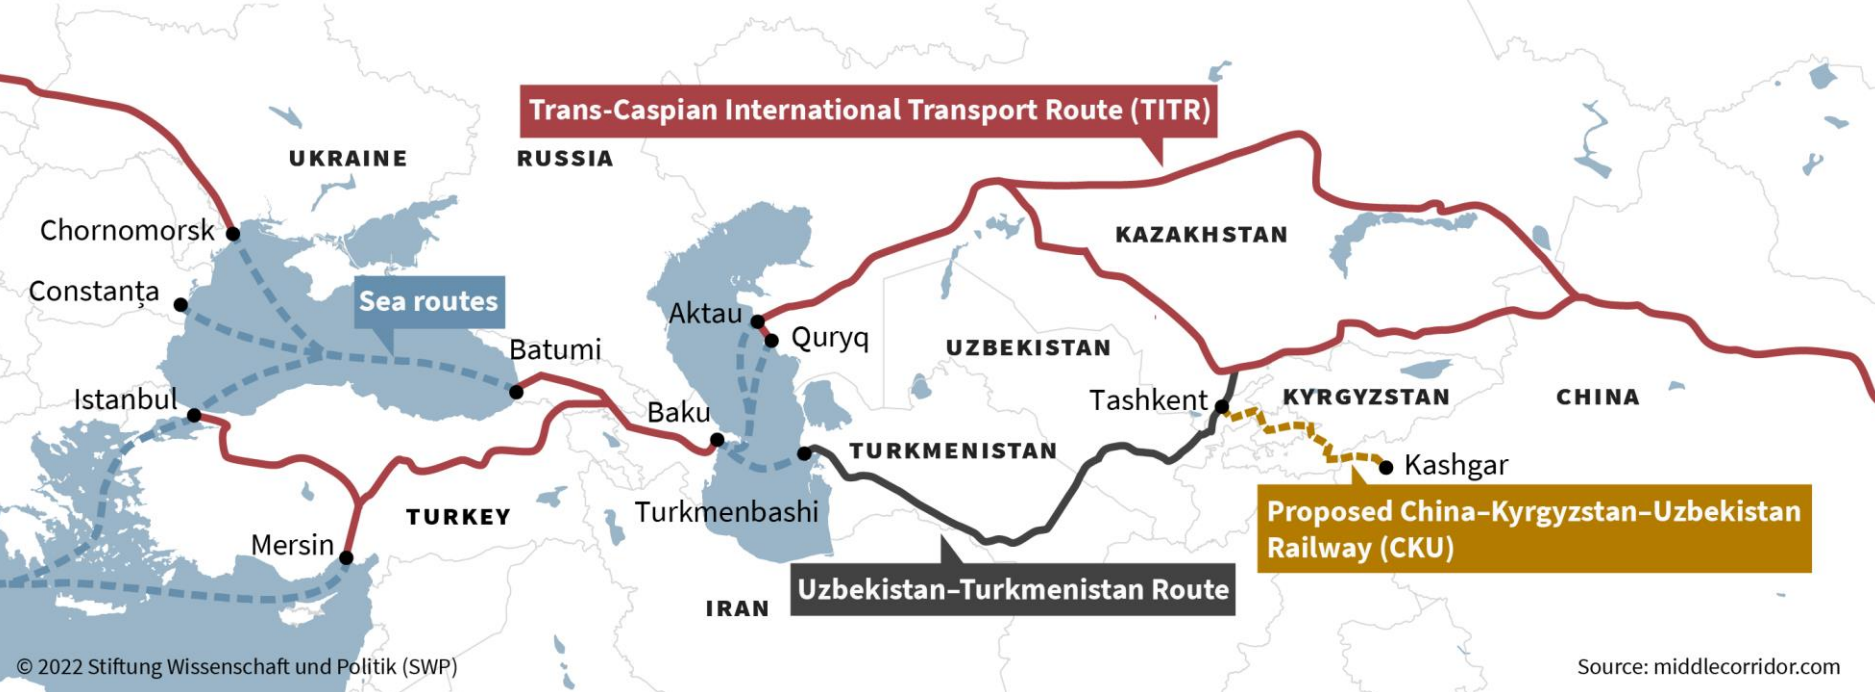 Trans-Caspian International Transport Route (TITR)
UKRAINE
RUSSIA
Chornomorsk
KAZAKHSTAN
Constanța
Sea routes
Aktau
Quryq
Batumi
UZBEKISTAN
Istanbul
Baku
Tashkent
KYRGYZSTAN
CHINA
TURKMENISTAN
Kashgar
TURKEY
Turkmenbashi
Proposed China–Kyrgyzstan–Uzbekistan
Railway (CKU)
Mersin
Uzbekistan–Turkmenistan Route
IRAN
© 2022 Stiftung Wissenschaft und Politik (SWP)
Source: middlecorridor.com